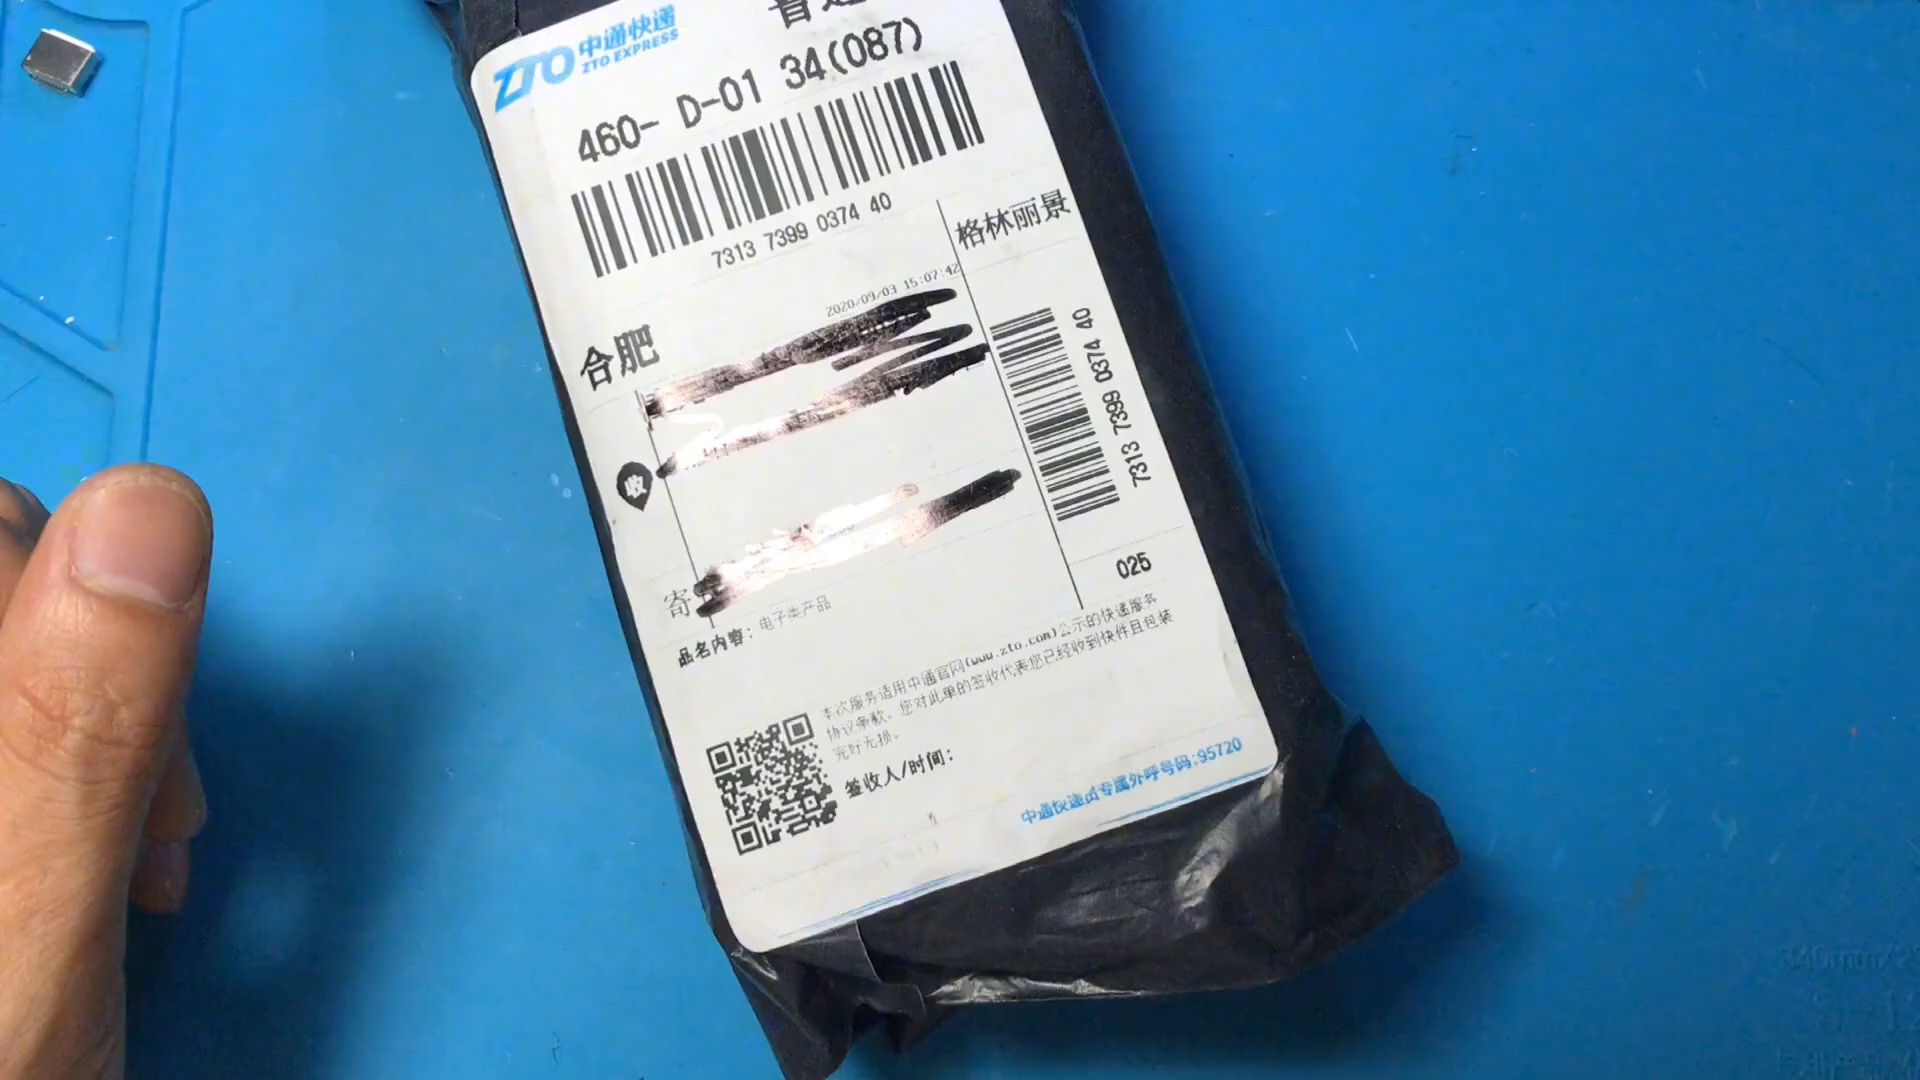 ZTO 中通快递
ZTO EXPRESS
460- D-01 34(087)
7313 7399 0374 40
格林丽景
2020/09/03 15:07:42
合肥
7313 7399 0374 40
收
寄
025
品名内容：电子类产品
本次服务适用中通官网(www.zto.com)公示的快递服务
协议条款。您对此单的签收代表您已经收到快件且包装
完好无损。
签收人/时间：
中通快递员专属外呼号码:95720